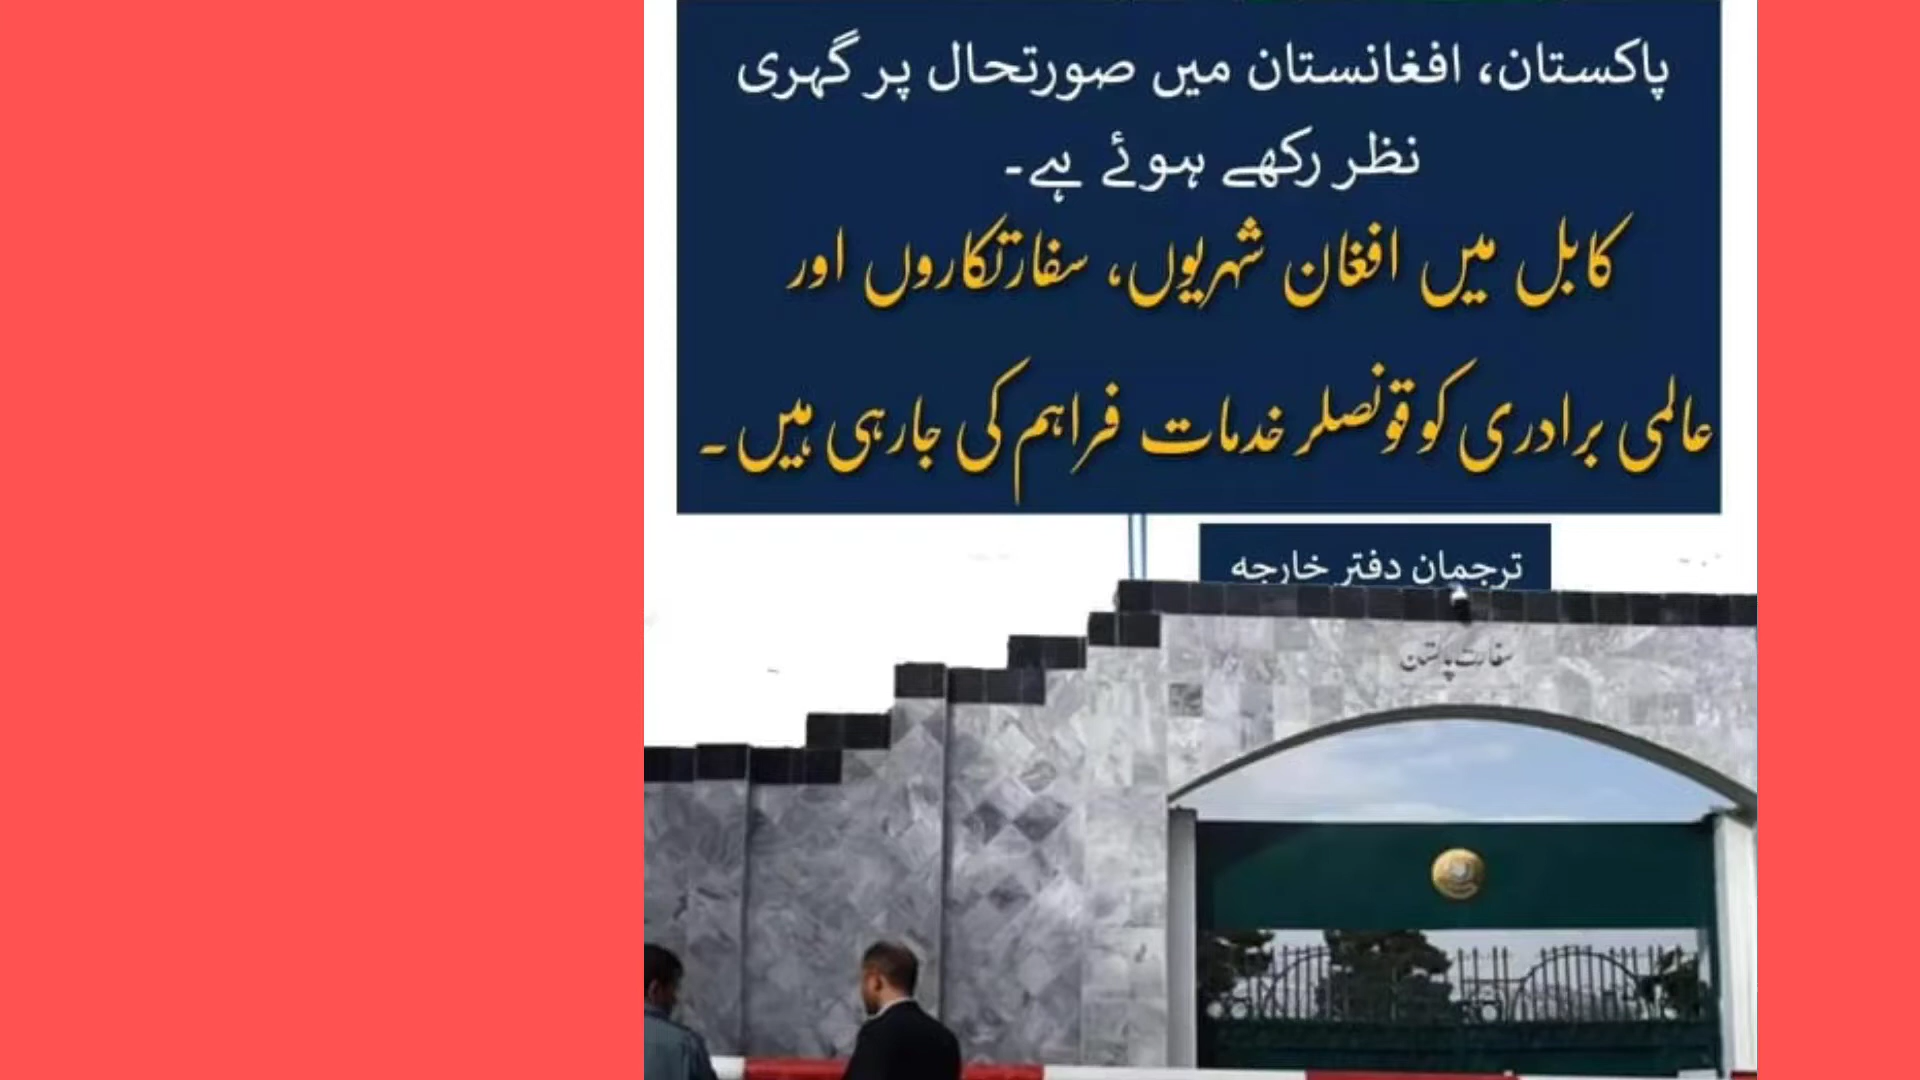 پاکستان، افغانستان میں صورتحال پر گہری
نظر رکھے ہوئے ہے۔
کابل میں افغان شہریوں، سفارتکاروں اور
عالمی برادری کو قونصلر خدمات فراہم کی جارہی ہیں۔
ترجمان دفتر خارجہ
سفارت پاکستان